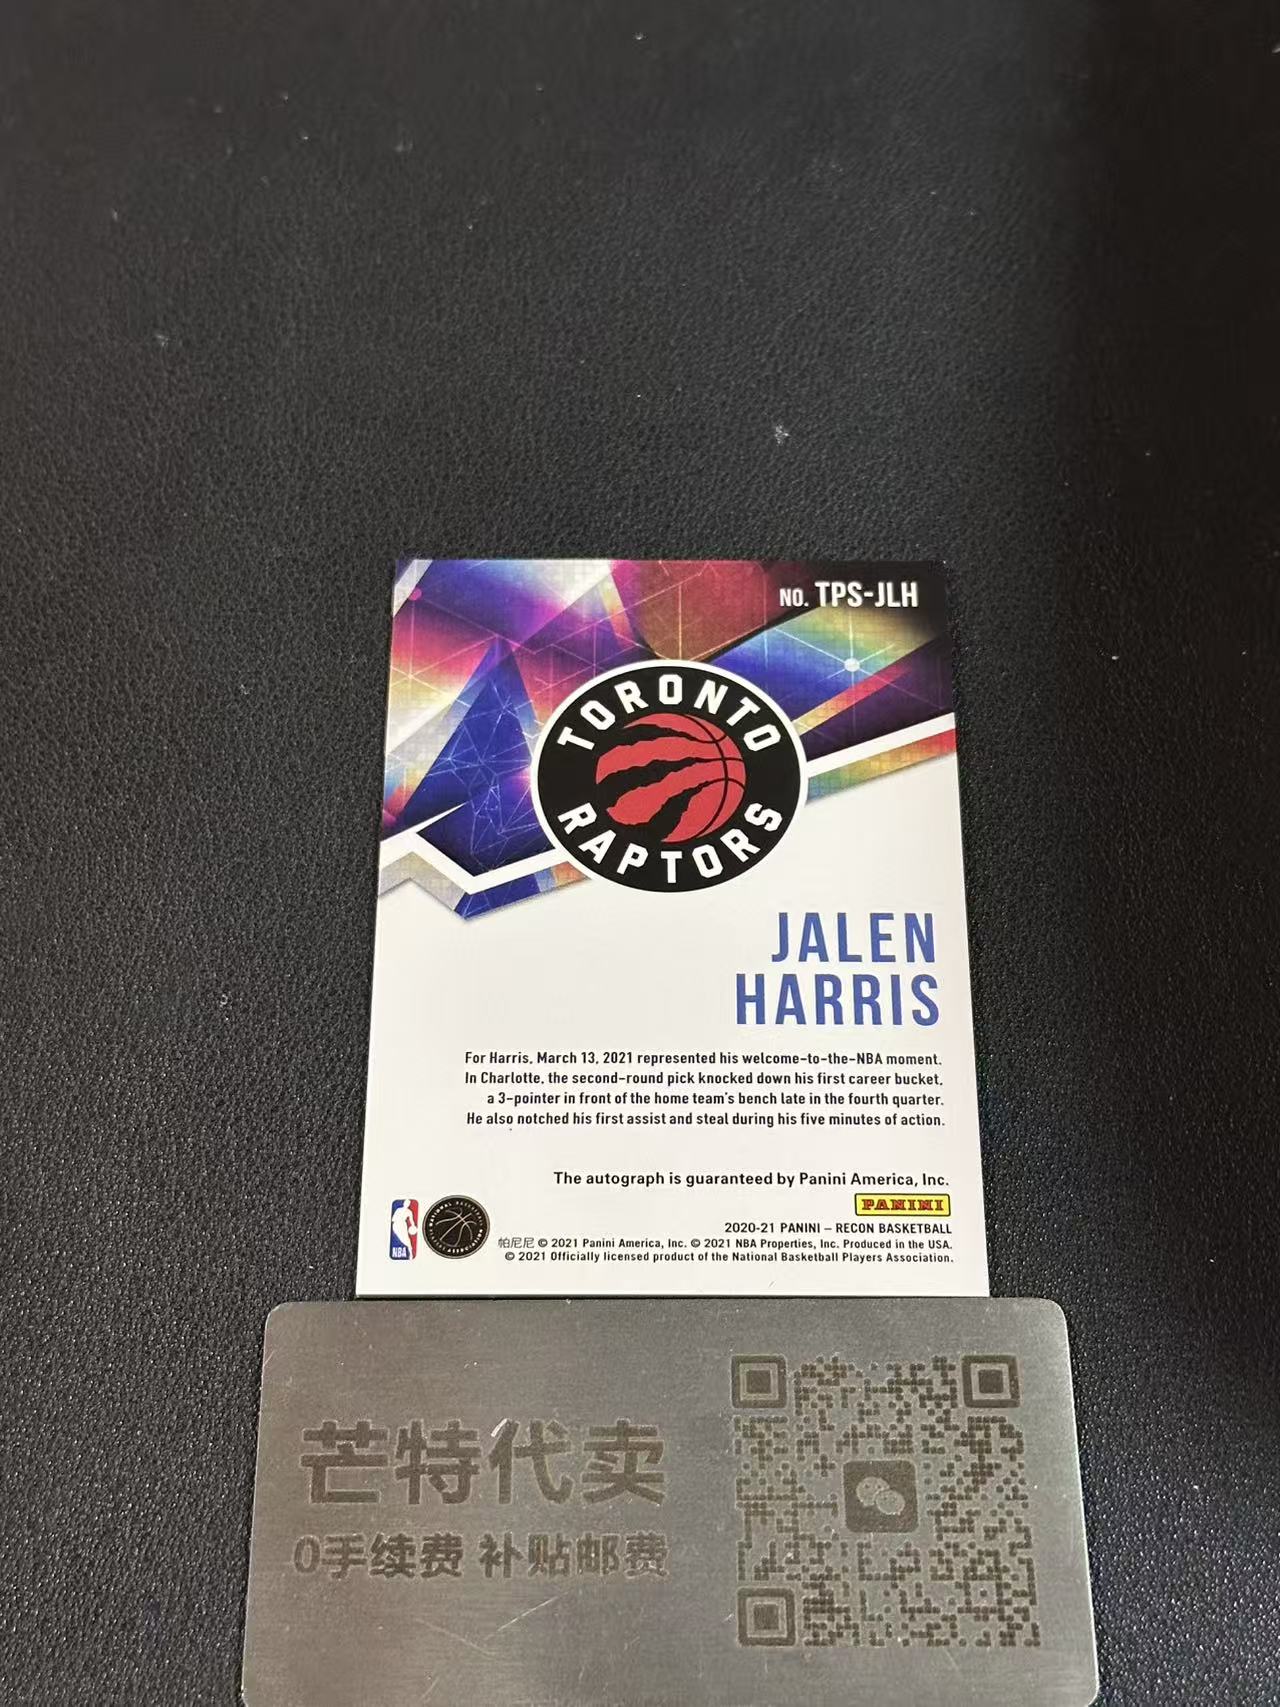 NO. TPS-JLH
TORONTO
RAPTORS
JALEN
HARRIS
For Harris, March 13, 2021 represented his welcome-to-the-NBA moment.
In Charlotte, the second-round pick knocked down his first career bucket,
a 3-pointer in front of the home team's bench late in the fourth quarter.
He also notched his first assist and steal during his five minutes of action.
The autograph is guaranteed by Panini America, Inc.
PANINI
2020-21 PANINI – RECON BASKETBALL
帕尼尼 © 2021 Panini America, Inc. © 2021 NBA Properties, Inc. Produced in the USA.
© 2021 Officially licensed product of the National Basketball Players Association.
NBA
芒特代卖
0手续费 补贴邮费